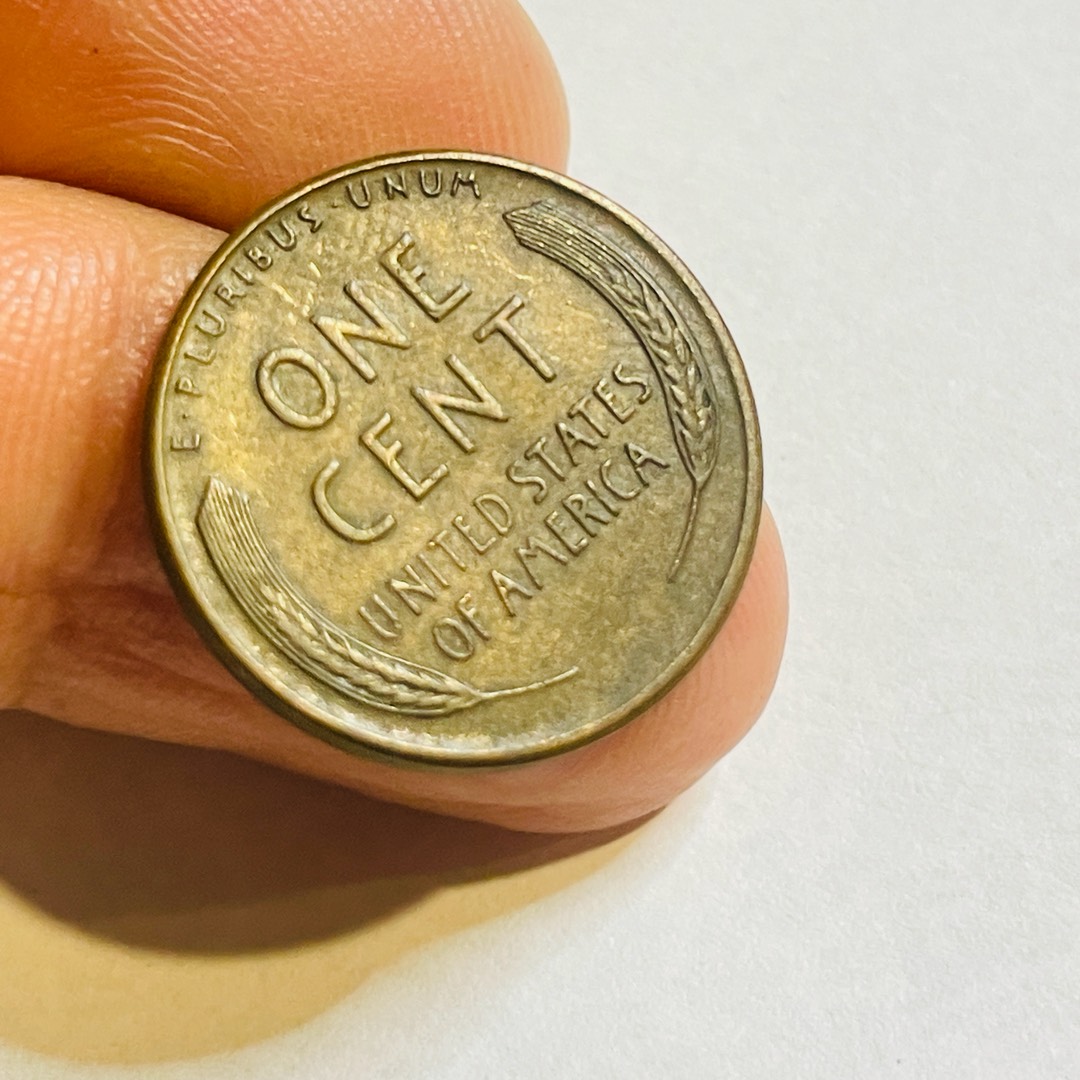 E·PLURIBUS·UNUM
ONE
CENT
UNITED STATES
OF AMERICA